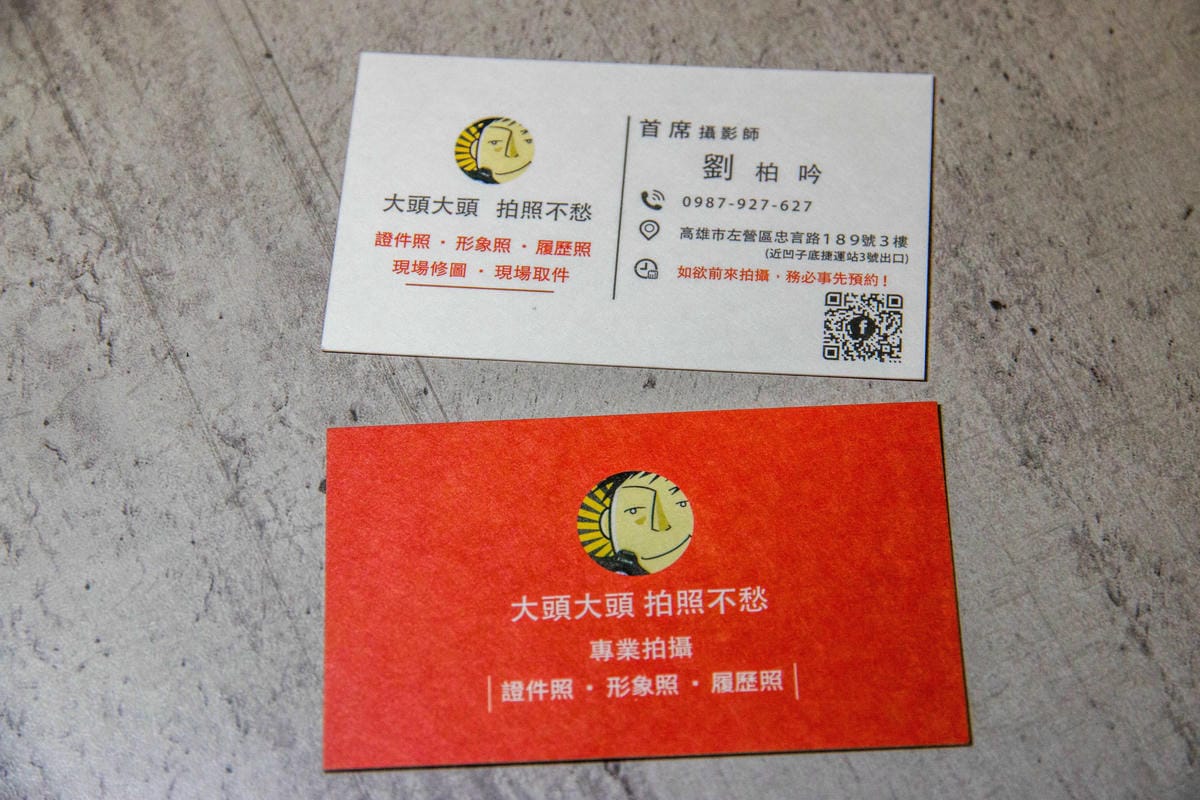 大頭大頭 拍照不愁
證件照・形象照・履歷照
現場修圖・現場取件
首席攝影師
劉柏吟
0987-927-627
高雄市左營區忠言路189號3樓
(近凹子底捷運站3號出口)
如欲前來拍攝，務必事先預約！
f
大頭大頭 拍照不愁
專業拍攝
｜證件照・形象照・履歷照｜